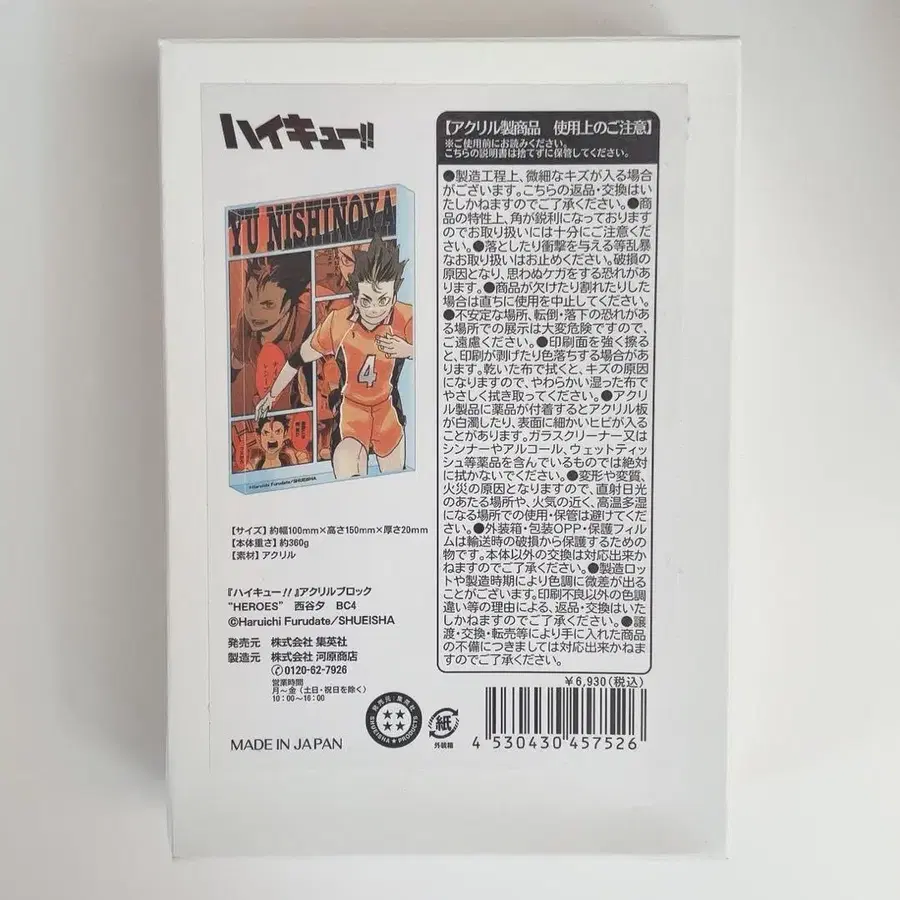 ハイキュー!!
YU NISHINOYA
4
©Haruichi Furudate/SHUEISHA
【サイズ】約幅100mm×高さ150mm×厚さ20mm
【本体重さ】約360g
【素材】アクリル
『ハイキュー!!』アクリルブロック
“HEROES” 西谷夕 BC4
©Haruichi Furudate/SHUEISHA
発売元 株式会社 集英社
製造元 株式会社 河原商店
0120-62-7926
営業時間
月〜金(土日・祝日を除く)
10:00〜16:00
MADE IN JAPAN
発売元:集英社
SHUEISHA★PRODUCTS
紙
外装箱
【アクリル製商品 使用上のご注意】
※ご使用前にお読みください。
こちらの説明書は捨てずに保管してください。
●製造工程上、微細なキズが入る場合
がございます。こちらの返品・交換はい
たしかねますのでご了承ください。●商
品の特性上、角が鋭利になっております
のでお取り扱いには十分にご注意くださ
い。●落としたり衝撃を与える等乱暴
なお取り扱いはお止めください。破損の
原因となり、思わぬケガをする恐れがあ
ります。●商品が欠けたり割れたりした
場合は直ちに使用を中止してください。
●不安定な場所、転倒・落下の恐れがあ
る場所での展示は大変危険ですので、
ご遠慮ください。●印刷面を強く擦る
と、印刷が剥げたり色落ちする場合があ
ります。乾いた布で拭くと、キズの原因
になりますので、やわらかい湿った布で
やさしく拭き取ってください。●アクリ
ル製品に薬品が付着するとアクリル板
が白濁したり、表面に細かいヒビが入る
ことがあります。ガラスクリーナー又は
シンナーやアルコール、ウェットティッ
シュ等薬品を含んでいるものでは絶対
に拭かないでください。●変形や変質、
火災の原因となりますので、直射日光
のあたる場所や、火気の近く、高温多湿
になる場所での使用・保管は避けてくだ
さい。●外装箱・包装OPP・保護フィル
ムは輸送時の破損から保護するための
物です。本体以外の交換は対応出来かね
ますのでご了承ください。●製造ロッ
トや製造時期により色調に微差が出る
ことがございます。印刷不良以外の色調
違い等の理由による、返品・交換はいた
しかねますのでご了承ください。●譲
渡・交換・転売等により手に入れた商品
の不備につきましては対応出来かねま
すのでご了承ください。
¥6,930(税込)
4 530430 457526